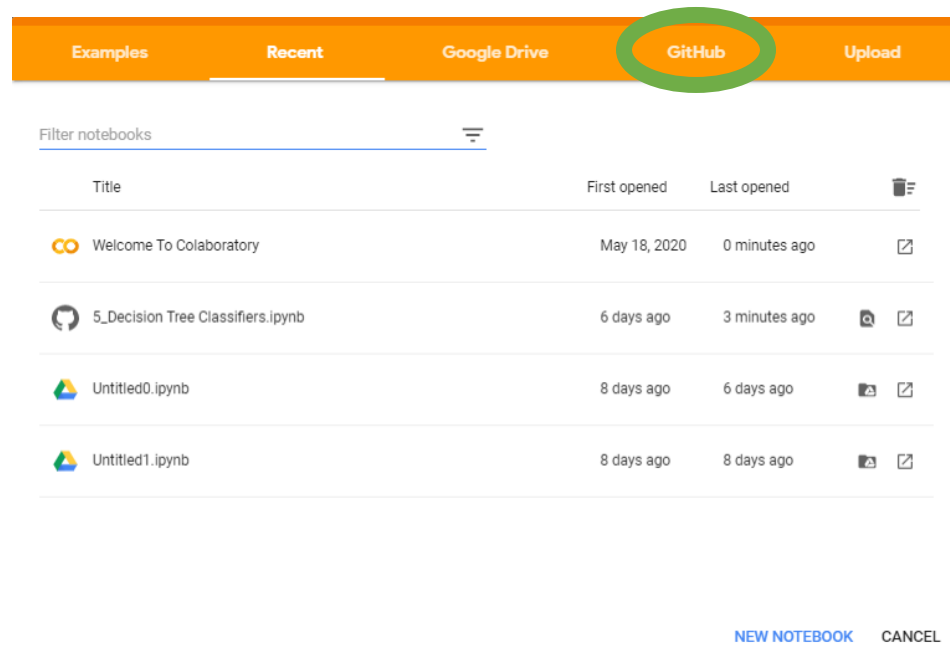 Examples Recent Google Drive GitHub Upload
Filter notebooks
Title First opened Last opened
Welcome To Colaboratory May 18, 2020 0 minutes ago
5_Decision Tree Classifiers.ipynb 6 days ago 3 minutes ago
Untitled0.ipynb 8 days ago 6 days ago
Untitled1.ipynb 8 days ago 8 days ago
NEW NOTEBOOK CANCEL